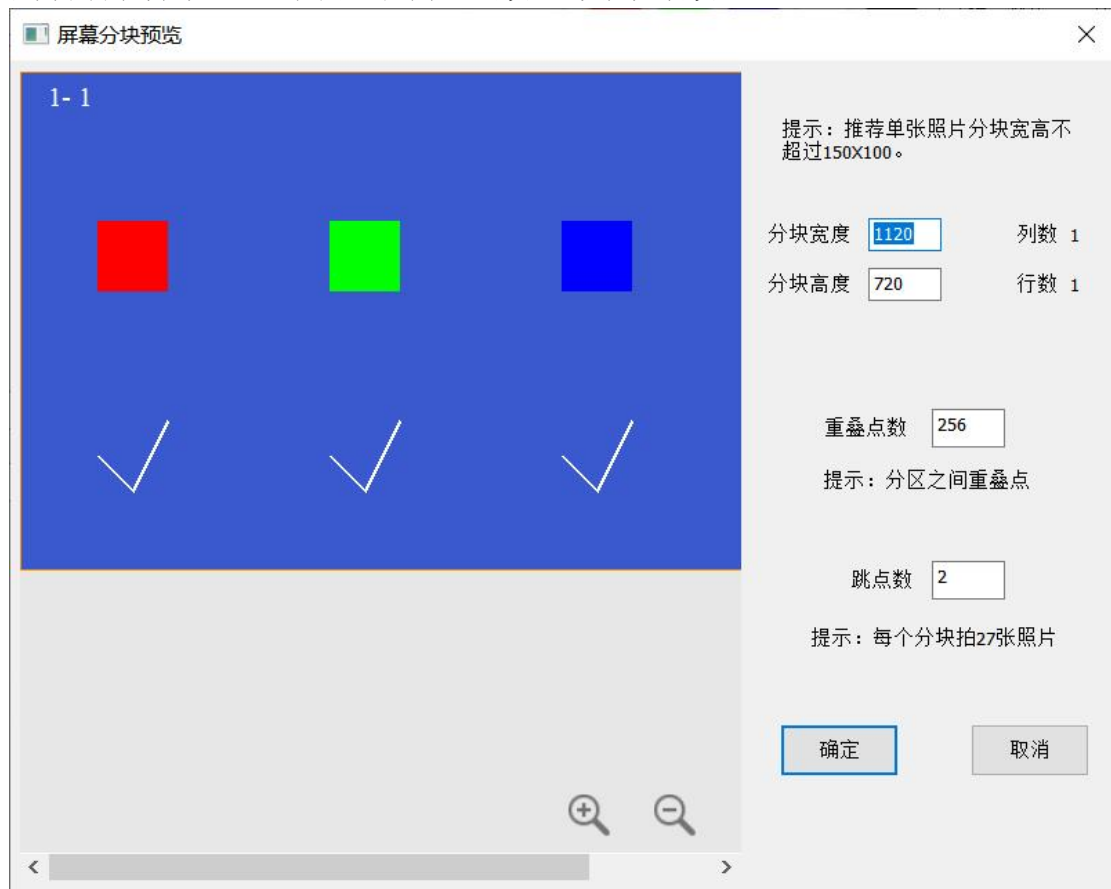 屏幕分块预览
1- 1
提示：推荐单张照片分块宽高不
超过150X100。
分块宽度 1120 列数 1
分块高度 720 行数 1
重叠点数 256
提示：分区之间重叠点
跳点数 2
提示：每个分块拍27张照片
确定 取消